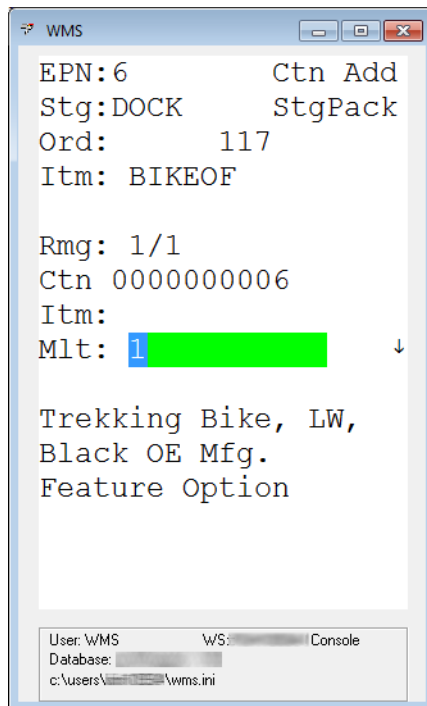 WMS
EPN:6 Ctn Add
Stg:DOCK StgPack
Ord: 117
Itm: BIKEOF
Rmg: 1/1
Ctn 0000000006
Itm:
Mlt: 1 ↓
Trekking Bike, LW,
Black OE Mfg.
Feature Option
User: WMS WS: Console
Database:
c:\users\ \wms.ini